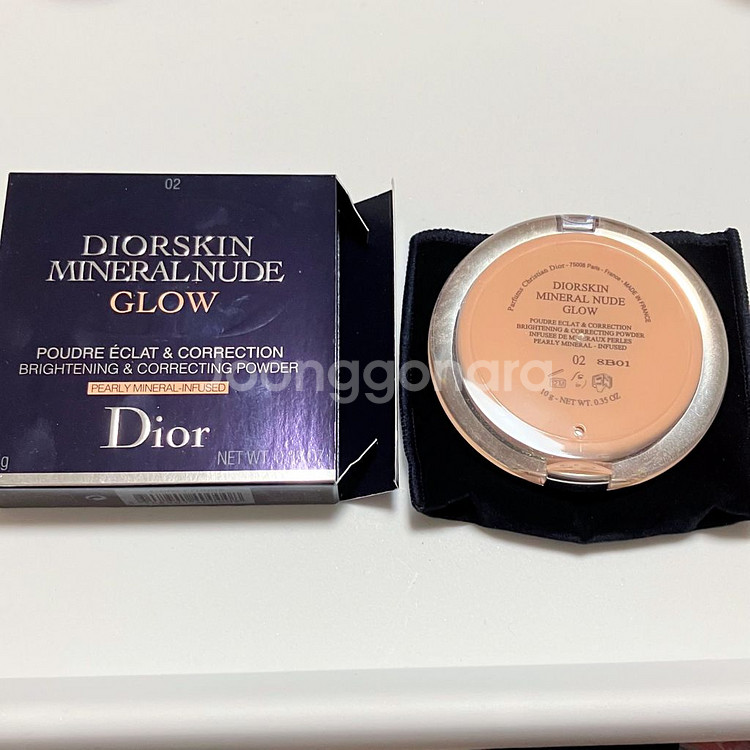 02
DIORSKIN
MINERAL NUDE
GLOW
POUDRE ÉCLAT & CORRECTION
BRIGHTENING & CORRECTING POWDER
PEARLY MINERAL-INFUSED
Dior
g
NET WT.
Parfums Christian Dior - 75008 Paris - France - MADE IN FRANCE
DIORSKIN
MINERAL NUDE
GLOW
POUDRE ÉCLAT & CORRECTION
BRIGHTENING & CORRECTING POWDER
INFUSÉE DE MINÉRAUX PERLÉS
PEARLY MINERAL - INFUSED
02 8B01
10 g - NET WT. 0.35 OZ
joonggonara